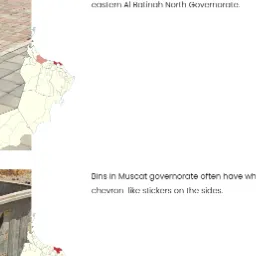 eastern Al Batinah North Governorate.
Bins in Muscat governorate often have wh
chevron-like stickers on the sides.